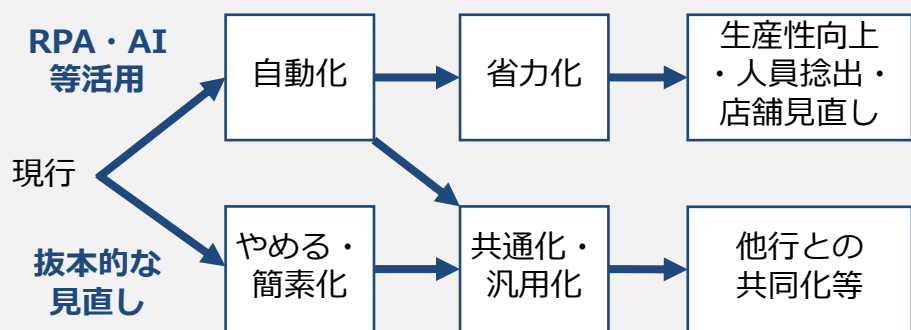 RPA・AI
等活用
自動化
省力化
生産性向上
・人員捻出・
店舗見直し
現行
抜本的な
見直し
やめる・
簡素化
共通化・
汎用化
他行との
共同化等